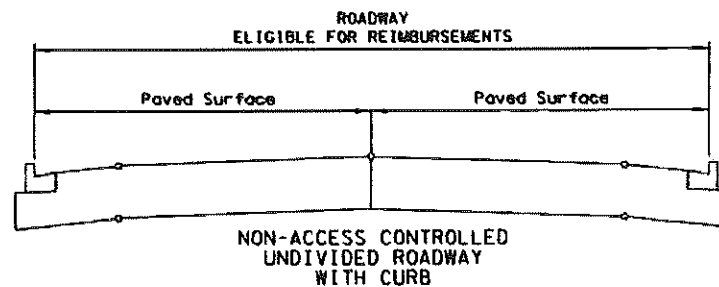 ROADWAY
ELIGIBLE FOR REIMBURSEMENTS
Paved Surface
Paved Surface
NON-ACCESS CONTROLLED
UNDIVIDED ROADWAY
WITH CURB